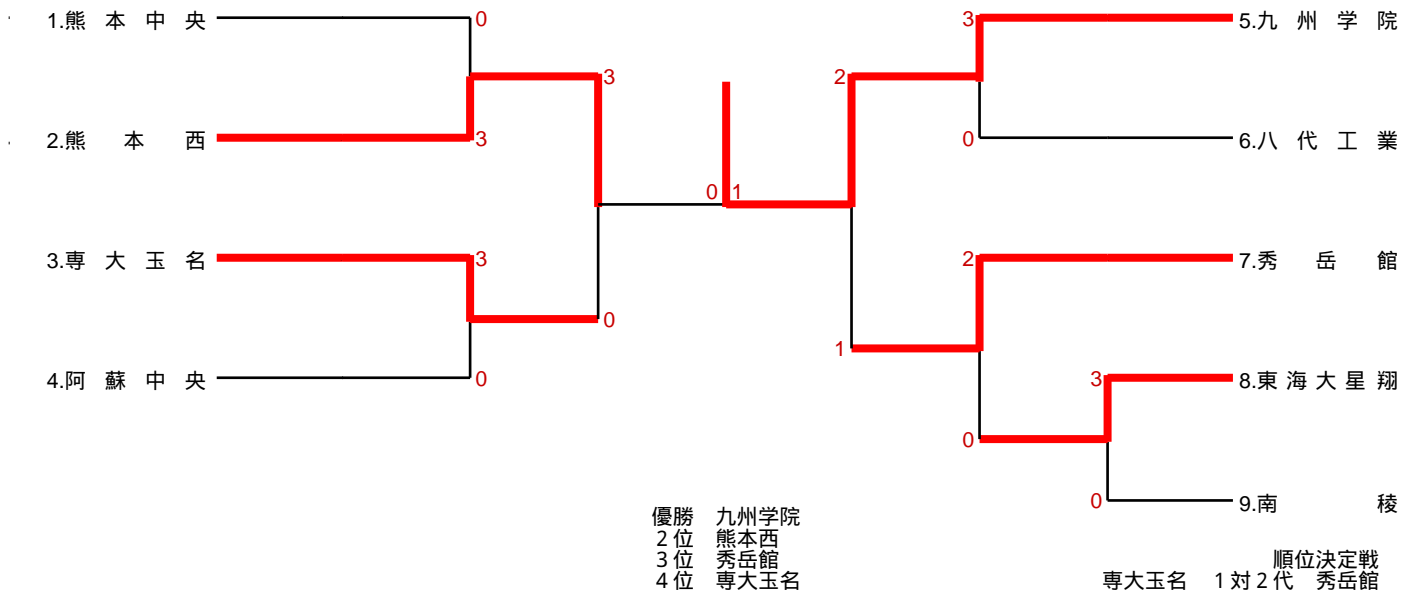 1.熊本中央
0
3
5.九州学院
3
2
2.熊本西
3
0
6.八代工業
0 1
3.専大玉名
3
2
7.秀岳館
0
1
4.阿蘇中央
0
3
8.東海大星翔
0
0
9.南稜
優勝 九州学院
2位 熊本西
3位 秀岳館
4位 専大玉名
順位決定戦
専大玉名 1対2代 秀岳館